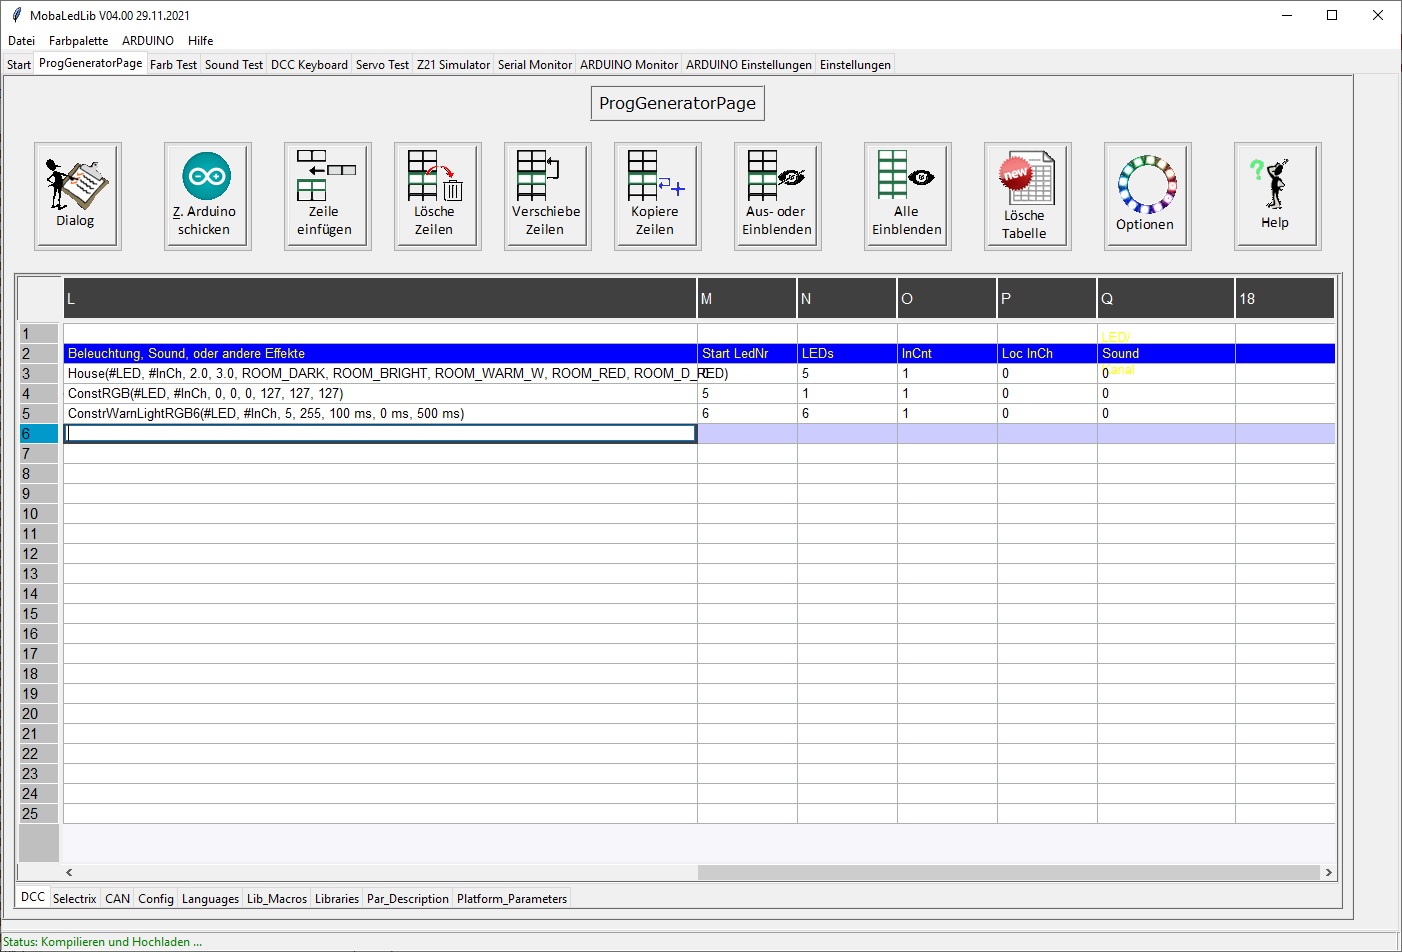 MobaLedLib V04.00 29.11.2021
Datei Farbpalette ARDUINO Hilfe
Start ProgGeneratorPage Farb Test Sound Test DCC Keyboard Servo Test Z21 Simulator Serial Monitor ARDUINO Monitor ARDUINO Einstellungen Einstellungen
ProgGeneratorPage
Dialog
Z. Arduino
schicken
Zeile
einfügen
Lösche
Zeilen
Verschiebe
Zeilen
Kopiere
Zeilen
Aus- oder
Einblenden
Alle
Einblenden
new
Lösche
Tabelle
Optionen
?
Help
L M N O P Q 18
1
LED/
2 Beleuchtung, Sound, oder andere Effekte Start LedNr LEDs InCnt Loc InCh Sound
3 House(#LED, #InCh, 2.0, 3.0, ROOM_DARK, ROOM_BRIGHT, ROOM_WARM_W, ROOM_RED, ROOM_D_RED) 5 1 0 0
4 ConstRGB(#LED, #InCh, 0, 0, 0, 127, 127, 127) 5 1 1 0 0
5 ConstrWarnLightRGB6(#LED, #InCh, 5, 255, 100 ms, 0 ms, 500 ms) 6 6 1 0 0
6
7
8
9
10
11
12
13
14
15
16
17
18
19
20
21
22
23
24
25
DCC Selectrix CAN Config Languages Lib_Macros Libraries Par_Description Platform_Parameters
Status: Kompilieren und Hochladen ...